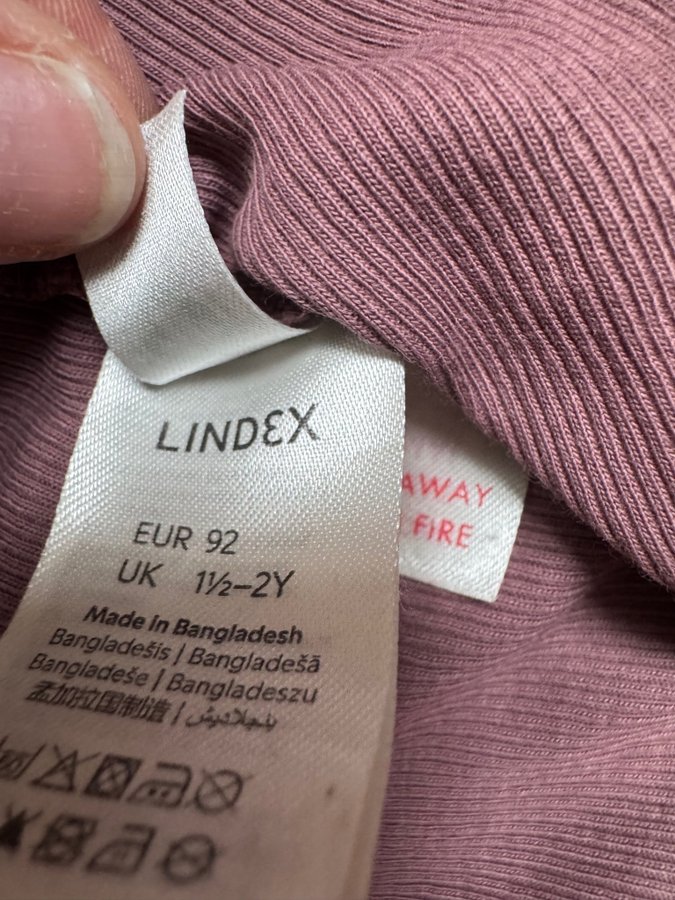 LINDEX
EUR 92
UK 1½–2Y
Made in Bangladesh
Bangladešis | Bangladešā
Bangladeše | Bangladeszu
孟加拉国制造 | بنجلاديش
AWAY
FIRE